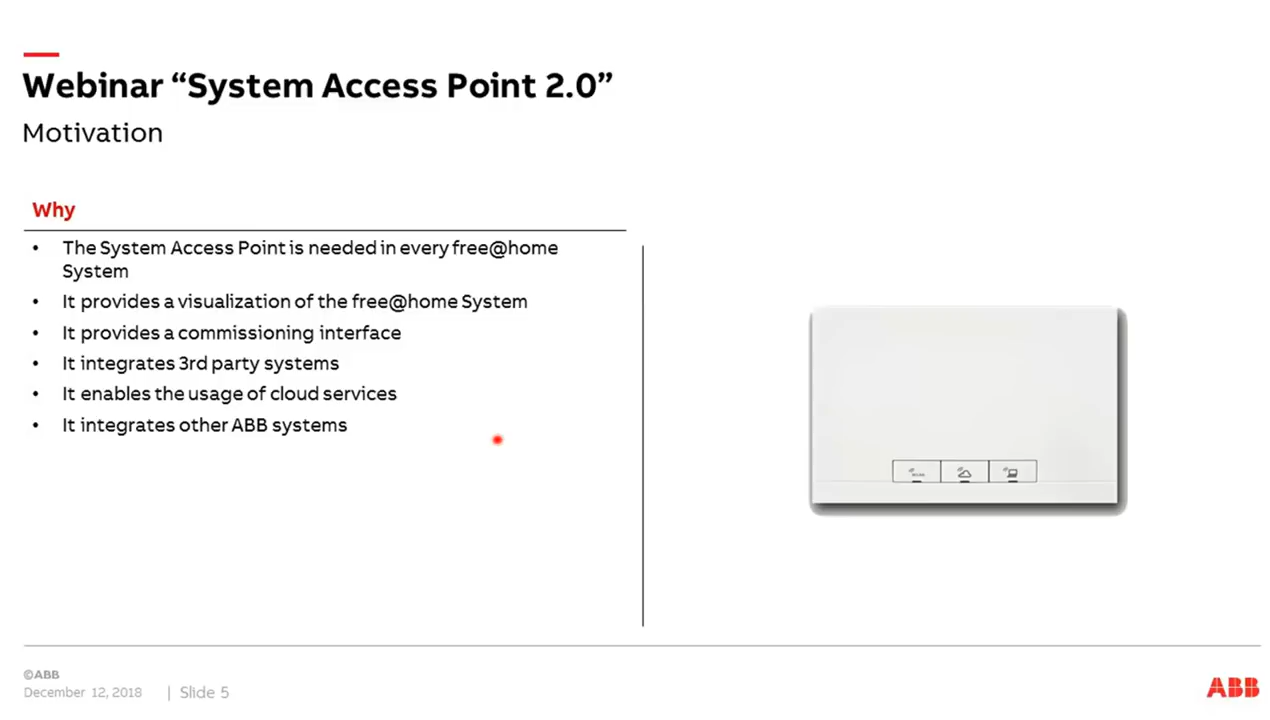 Webinar “System Access Point 2.0”
Motivation
Why
• The System Access Point is needed in every free@home
System
• It provides a visualization of the free@home System
• It provides a commissioning interface
• It integrates 3rd party systems
• It enables the usage of cloud services
• It integrates other ABB systems
©ABB
December 12, 2018 | Slide 5
ABB